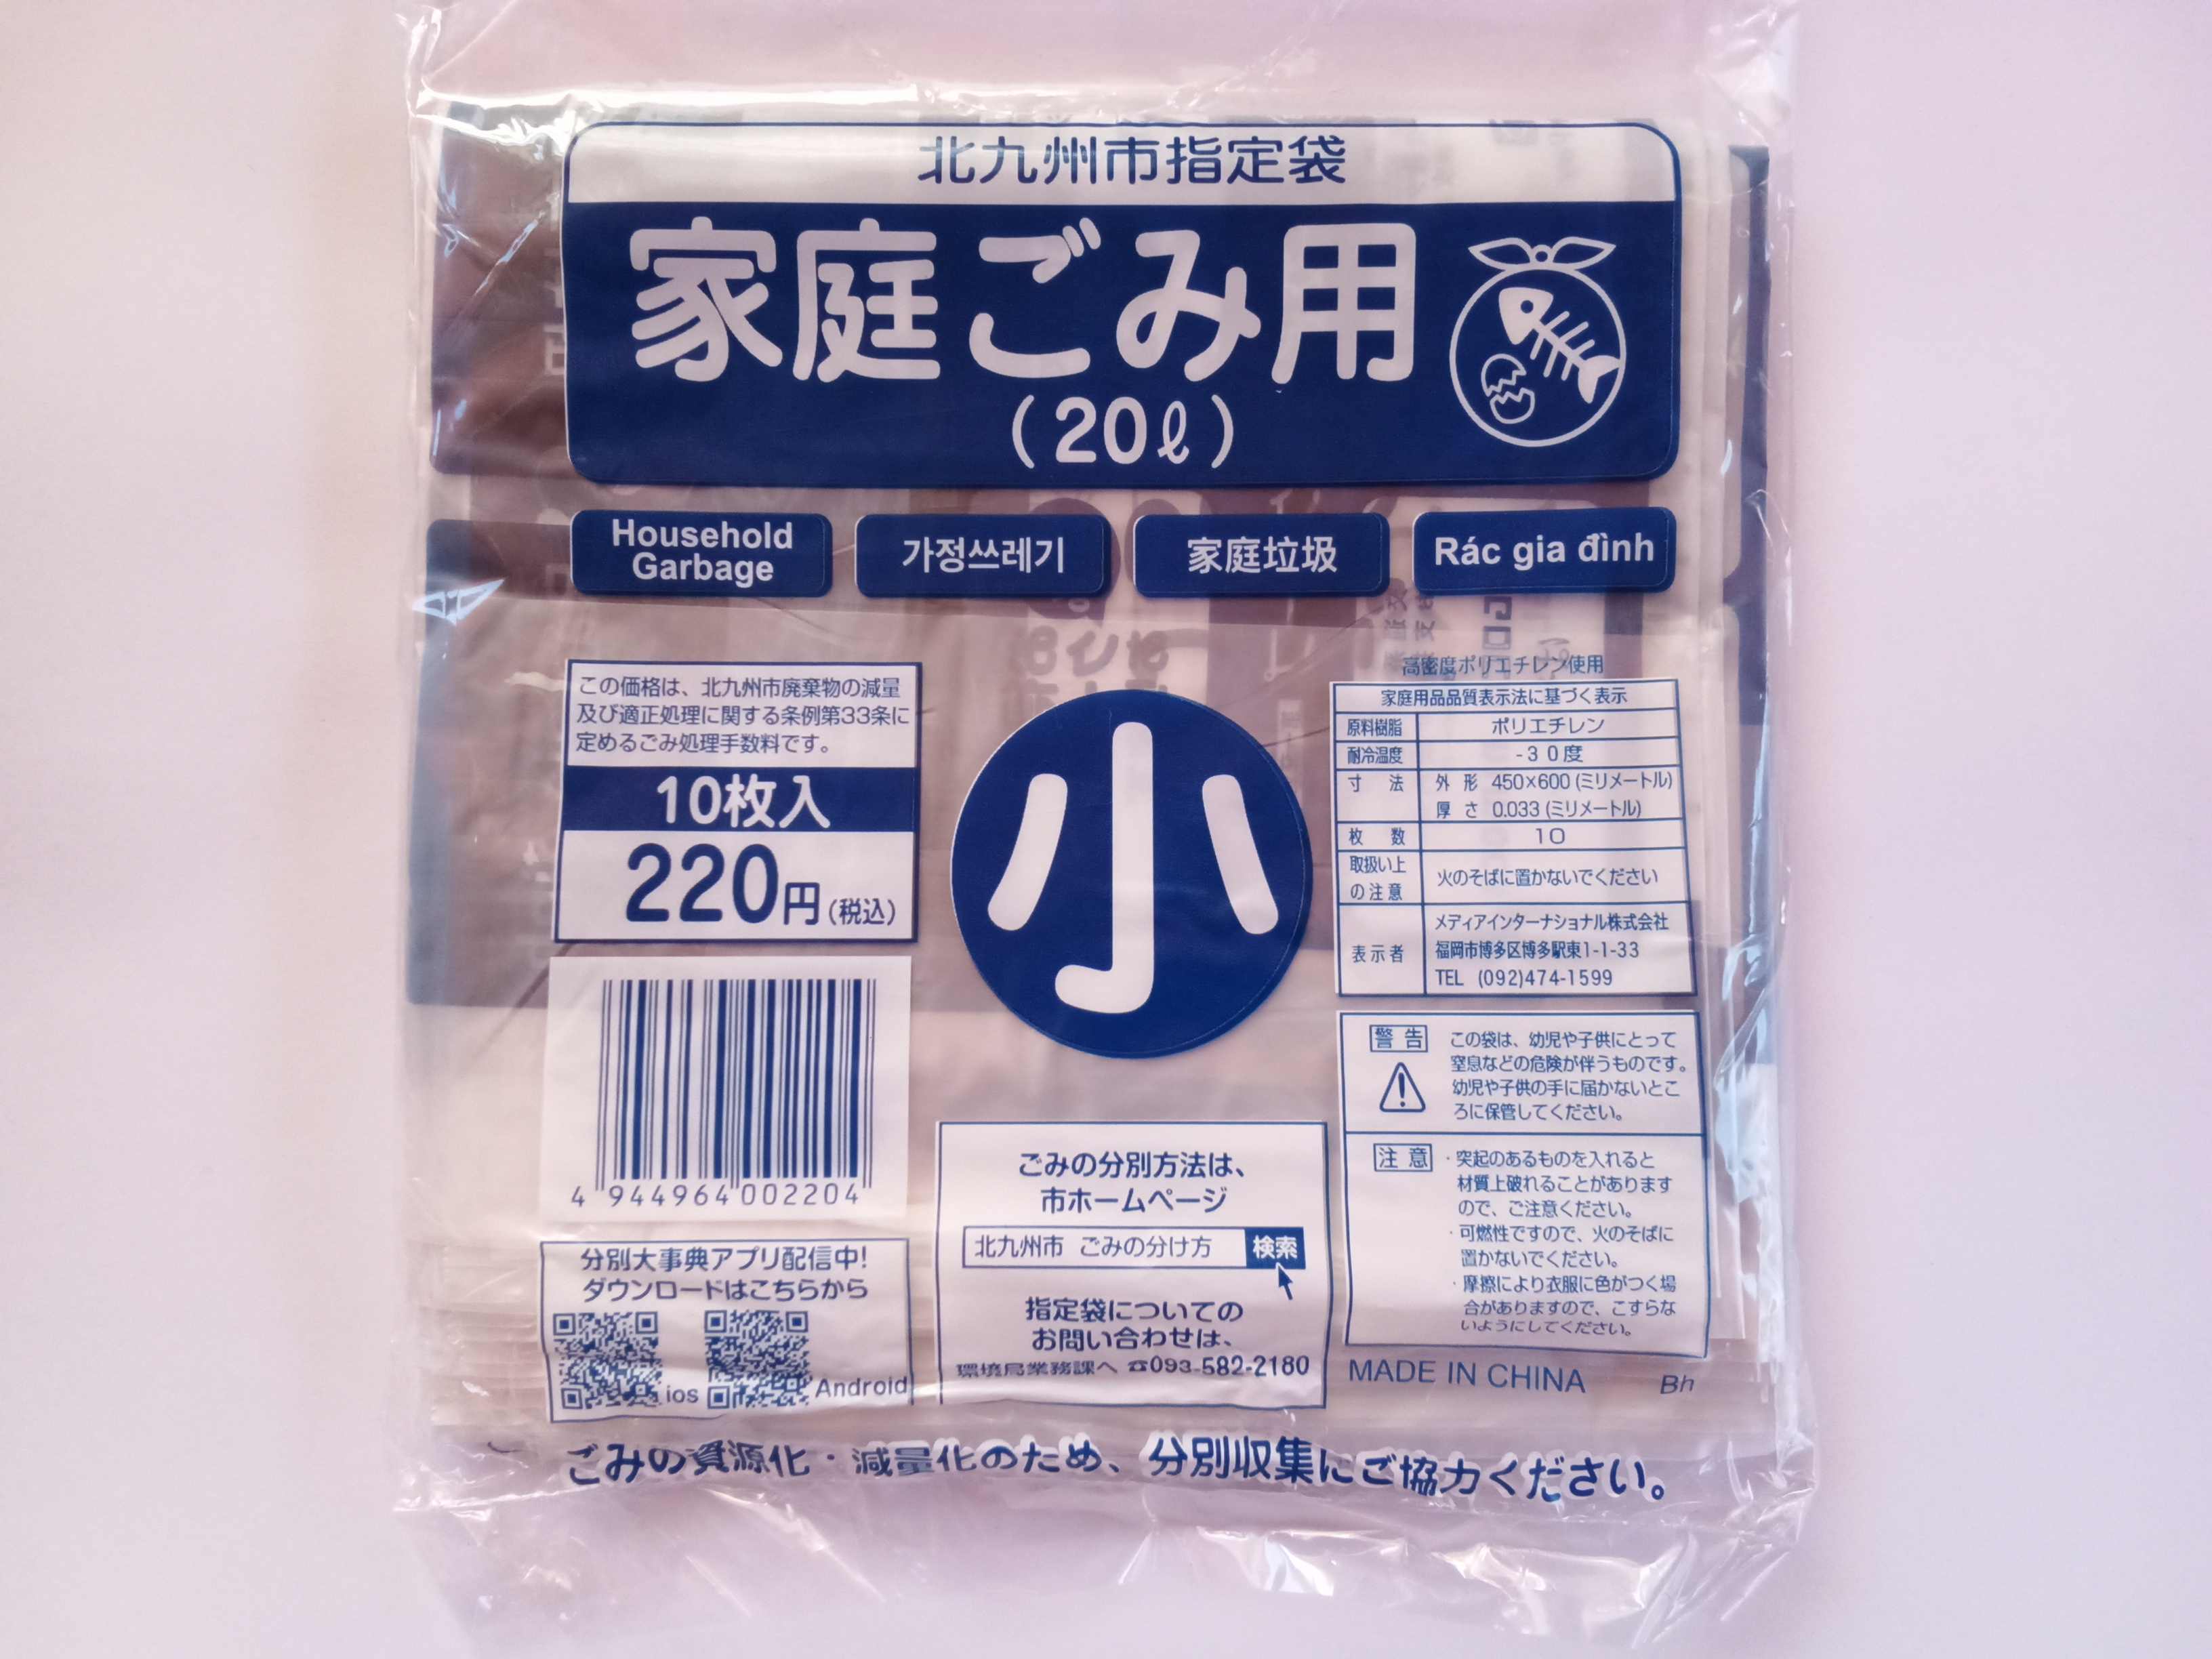 北九州市指定袋
家庭ごみ用
(20ℓ)
Household
Garbage
가정쓰레기
家庭垃圾
Rác gia đình
この価格は、北九州市廃棄物の減量
及び適正処理に関する条例第33条に
定めるごみ処理手数料です。
10枚入
220円(税込)
4 944964 002204
分別大事典アプリ配信中!
ダウンロードはこちらから
ios
Android
小
ごみの分別方法は、
市ホームページ
北九州市 ごみの分け方 検索
指定袋についての
お問い合わせは、
環境局業務課へ ☎093-582-2180
高密度ポリエチレン使用
家庭用品品質表示法に基づく表示
原料樹脂 ポリエチレン
耐冷温度 -30度
寸法 外形 450×600(ミリメートル)
厚さ 0.033(ミリメートル)
枚数 10
取扱い上
の注意 火のそばに置かないでください
表示者 メディアインターナショナル株式会社
福岡市博多区博多駅東1-1-33
TEL (092)474-1599
警告 この袋は、幼児や子供にとって
窒息などの危険が伴うものです。
幼児や子供の手に届かないとこ
ろに保管してください。
注意 ・突起のあるものを入れると
材質上破れることがあります
ので、ご注意ください。
・可燃性ですので、火のそばに
置かないでください。
・摩擦により衣服に色がつく場
合がありますので、こすらな
いようにしてください。
MADE IN CHINA Bh
ごみの資源化・減量化のため、分別収集にご協力ください。